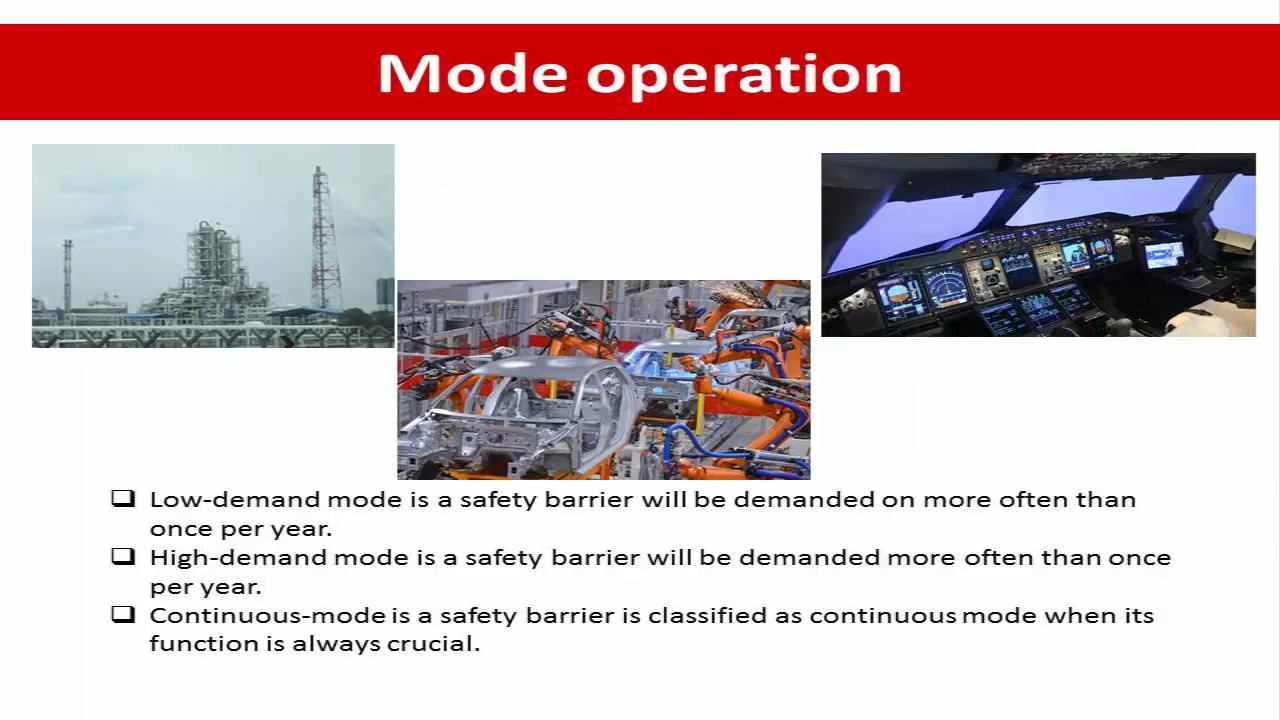 Mode operation
Low-demand mode is a safety barrier will be demanded on more often than
once per year.
High-demand mode is a safety barrier will be demanded more often than once
per year.
Continuous-mode is a safety barrier is classified as continuous mode when its
function is always crucial.